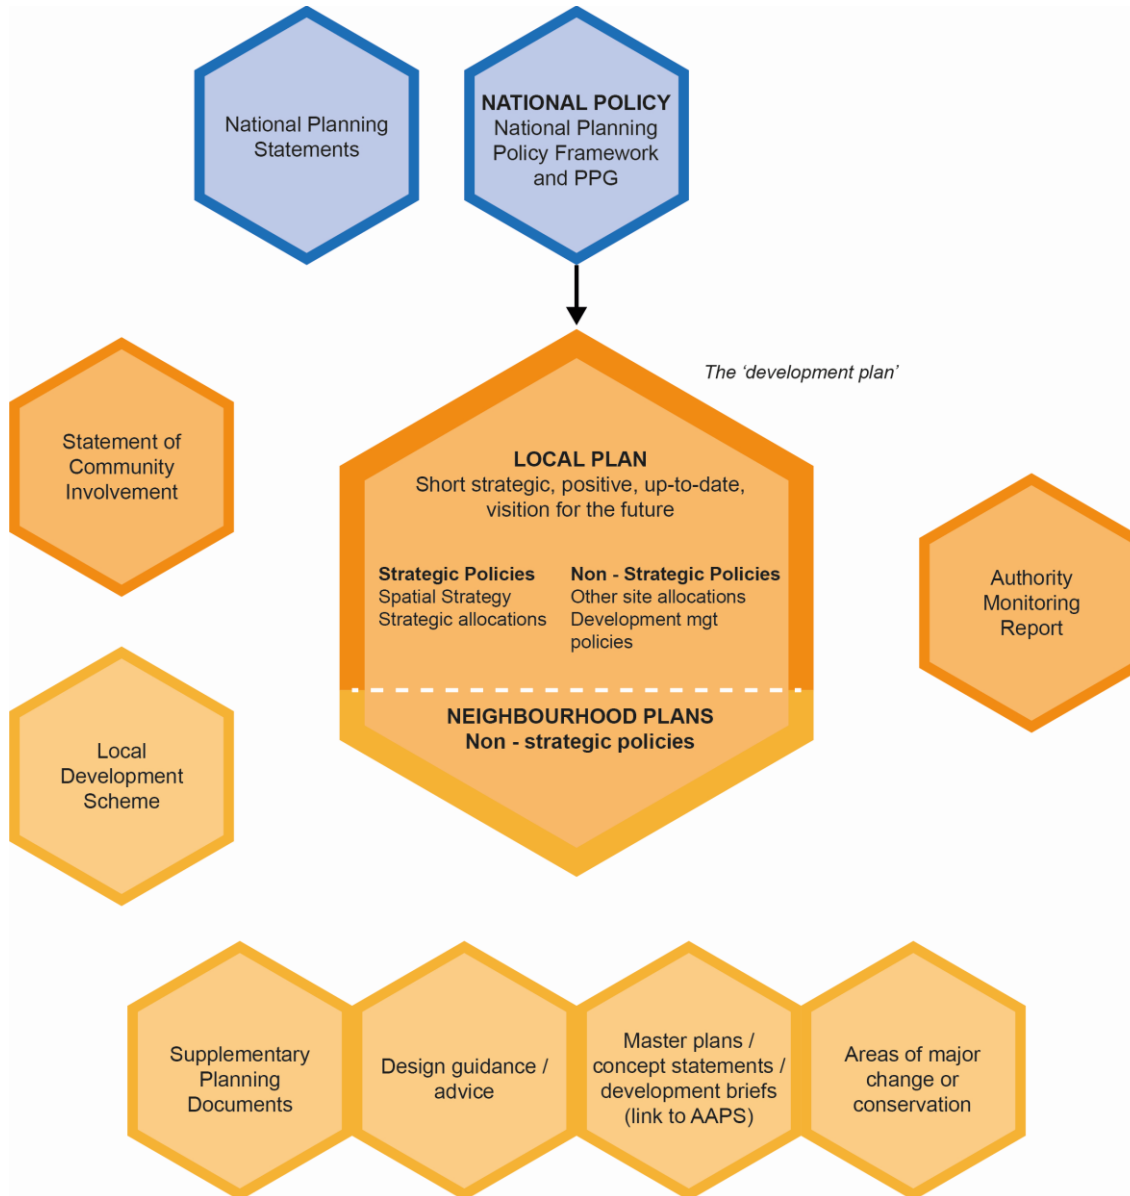 National Planning
Statements
NATIONAL POLICY
National Planning
Policy Framework
and PPG
The ‘development plan’
Statement of
Community
Involvement
LOCAL PLAN
Short strategic, positive, up-to-date,
visition for the future
Strategic Policies
Spatial Strategy
Strategic allocations
Non - Strategic Policies
Other site allocations
Development mgt
policies
Authority
Monitoring
Report
NEIGHBOURHOOD PLANS
Non - strategic policies
Local
Development
Scheme
Supplementary
Planning
Documents
Design guidance /
advice
Master plans /
concept statements /
development briefs
(link to AAPS)
Areas of major
change or
conservation